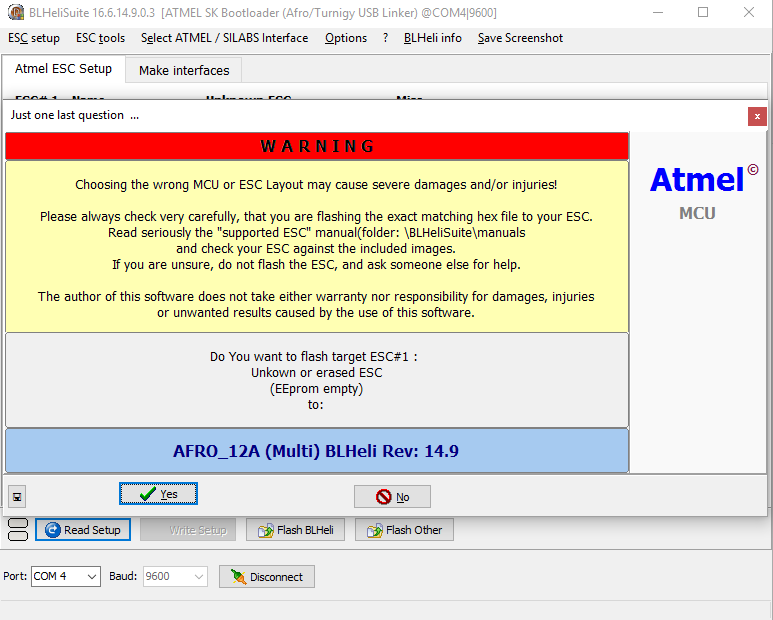 BLHeliSuite 16.6.14.9.0.3 [ATMEL SK Bootloader (Afro/Turnigy USB Linker) @COM4|9600]
ESC setup ESC tools Select ATMEL / SILABS Interface Options ? BLHeli info Save Screenshot
Atmel ESC Setup Make interfaces
Just one last question ...
x
W A R N I N G
Choosing the wrong MCU or ESC Layout may cause severe damages and/or injuries!
Please always check very carefully, that you are flashing the exact matching hex file to your ESC.
Read seriously the "supported ESC" manual(folder: \BLHeliSuite\manuals
and check your ESC against the included images.
If you are unsure, do not flash the ESC, and ask someone else for help.
The author of this software does not take either warranty nor responsibility for damages, injuries
or unwanted results caused by the use of this software.
Atmel©
MCU
Do You want to flash target ESC#1 :
Unkown or erased ESC
(EEprom empty)
to:
AFRO_12A (Multi) BLHeli Rev: 14.9
Yes No
Read Setup Write Setup Flash BLHeli Flash Other
Port: COM 4 Baud: 9600 Disconnect